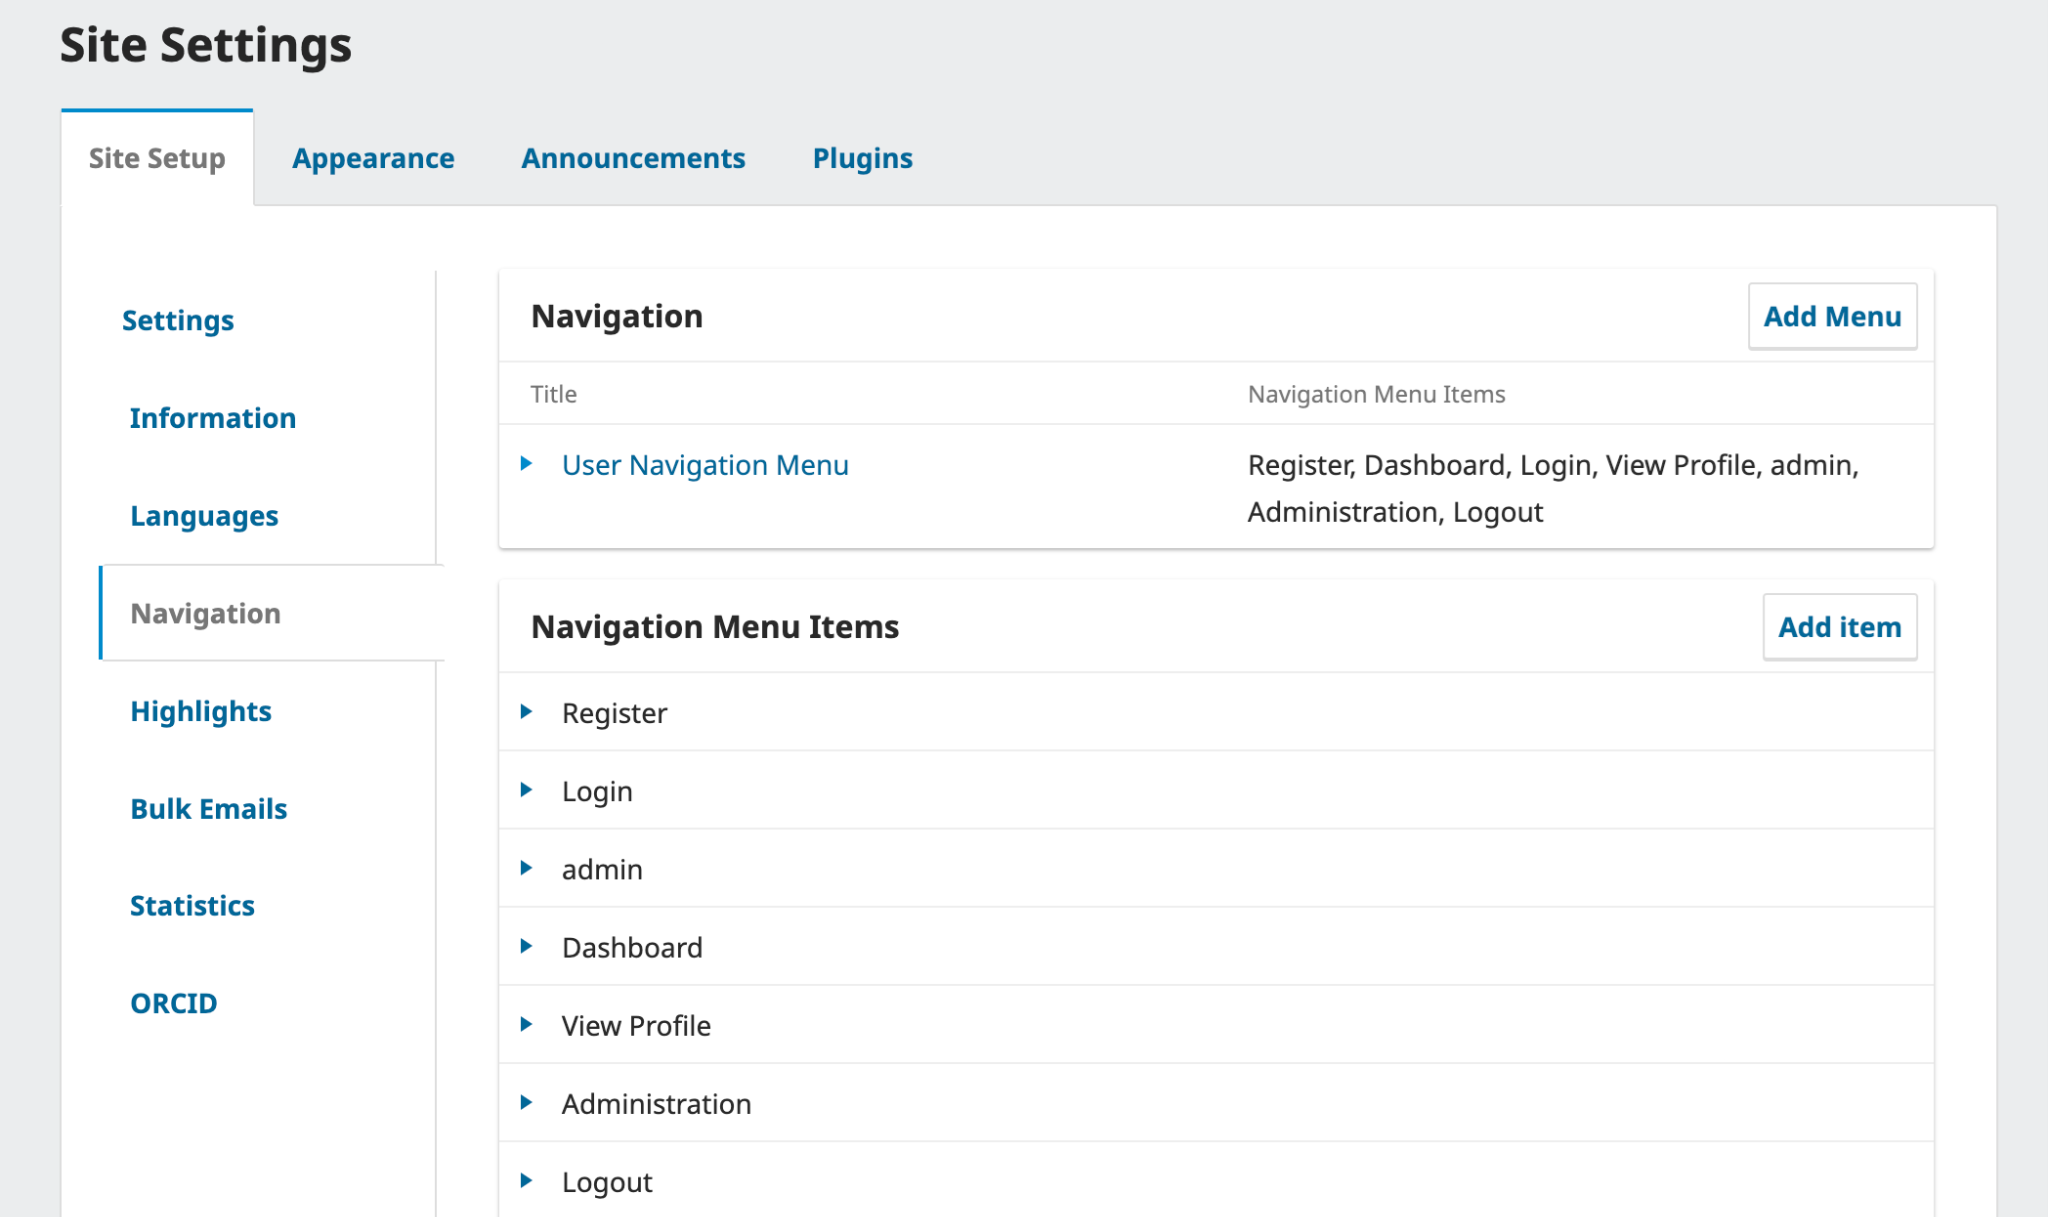 Site Settings
Site Setup
Appearance
Announcements
Plugins
Settings
Information
Languages
Navigation
Highlights
Bulk Emails
Statistics
ORCID
Navigation
Add Menu
Title
Navigation Menu Items
User Navigation Menu
Register, Dashboard, Login, View Profile, admin,
Administration, Logout
Navigation Menu Items
Add item
Register
Login
admin
Dashboard
View Profile
Administration
Logout